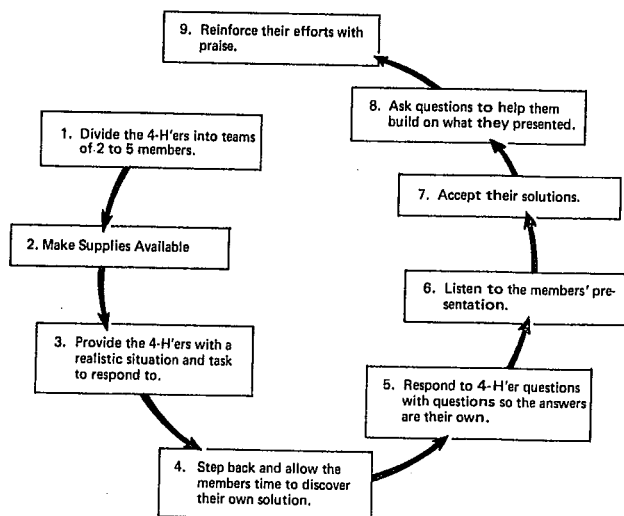 1. Divide the 4-H'ers into teams
of 2 to 5 members.
2. Make Supplies Available
3. Provide the 4-H'ers with a
realistic situation and task
to respond to.
4. Step back and allow the
members time to discover
their own solution.
5. Respond to 4-H'er questions
with questions so the answers
are their own.
6. Listen to the members' pre-
sentation.
7. Accept their solutions.
8. Ask questions to help them
build on what they presented.
9. Reinforce their efforts with
praise.